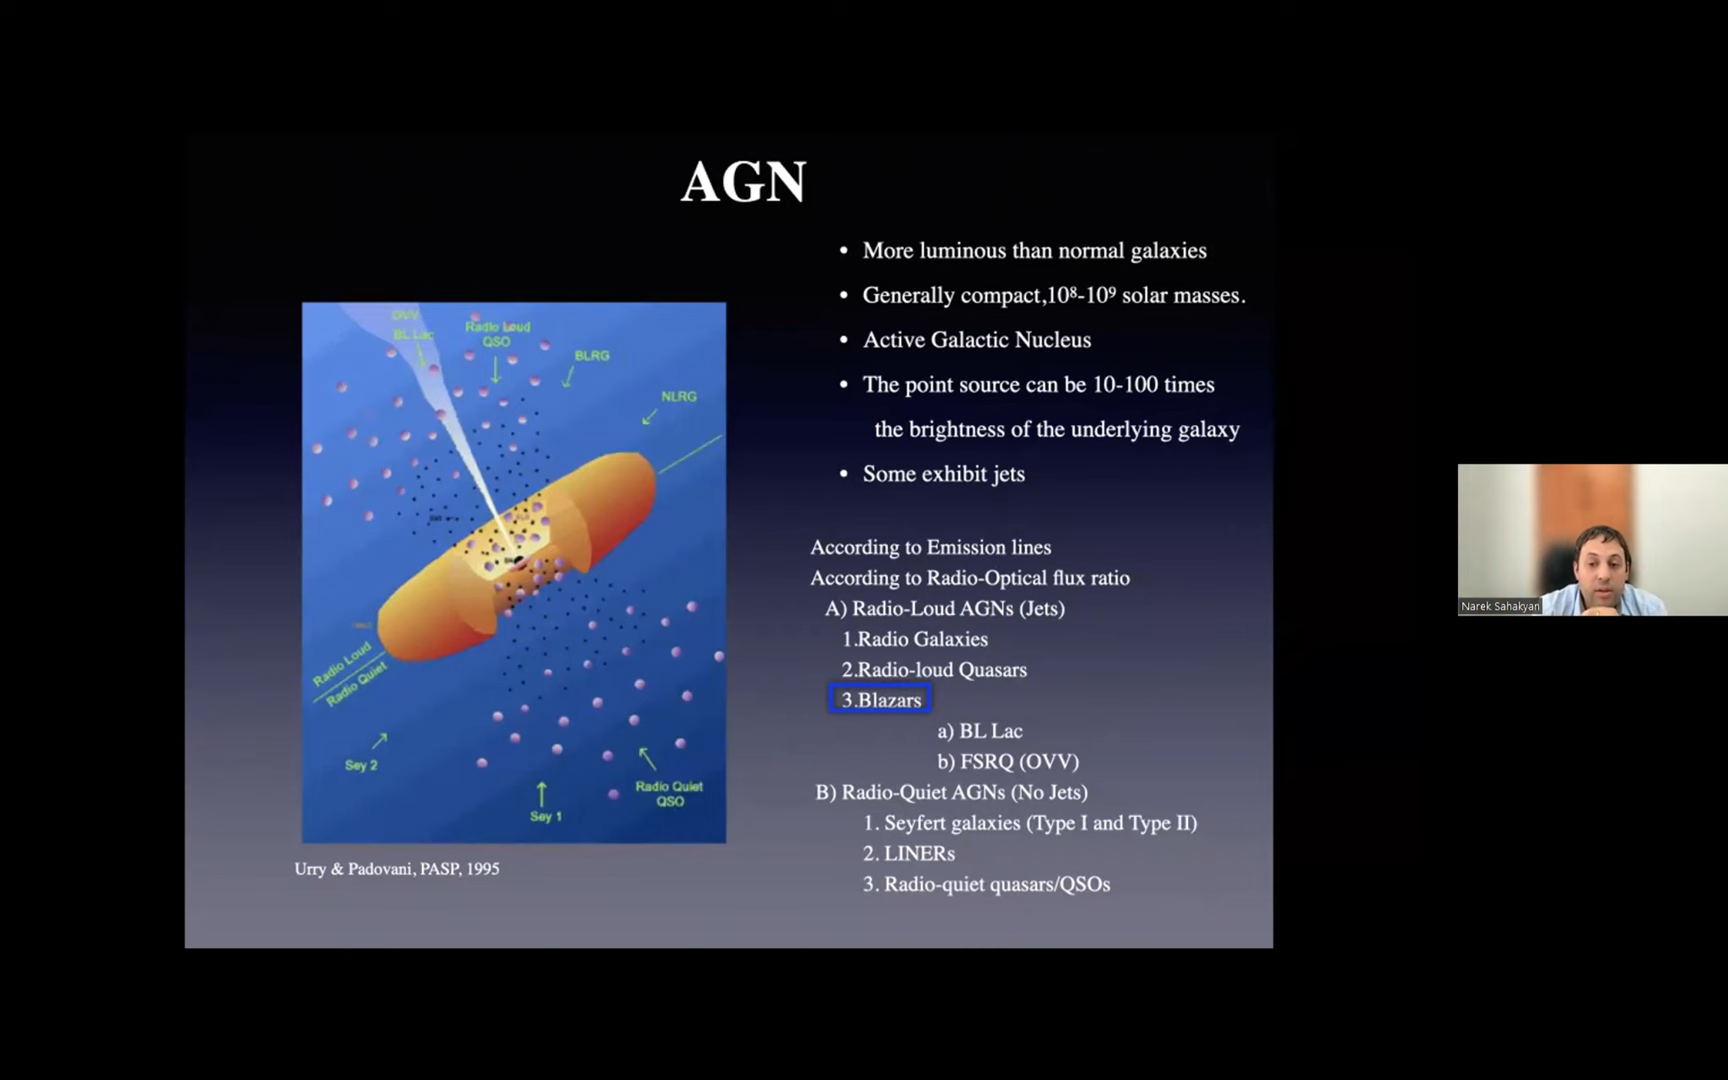 AGN
• More luminous than normal galaxies
• Generally compact,10⁸-10⁹ solar masses.
• Active Galactic Nucleus
• The point source can be 10-100 times
the brightness of the underlying galaxy
• Some exhibit jets
According to Emission lines
According to Radio-Optical flux ratio
A) Radio-Loud AGNs (Jets)
1.Radio Galaxies
2.Radio-loud Quasars
3.Blazars
a) BL Lac
b) FSRQ (OVV)
B) Radio-Quiet AGNs (No Jets)
1. Seyfert galaxies (Type I and Type II)
2. LINERs
3. Radio-quiet quasars/QSOs
OVV
BL Lac
Radio Loud
QSO
BLRG
NLRG
Radio Loud
Radio Quiet
Sey 2
Sey 1
Radio Quiet
QSO
Urry & Padovani, PASP, 1995
Narek Sahakyan